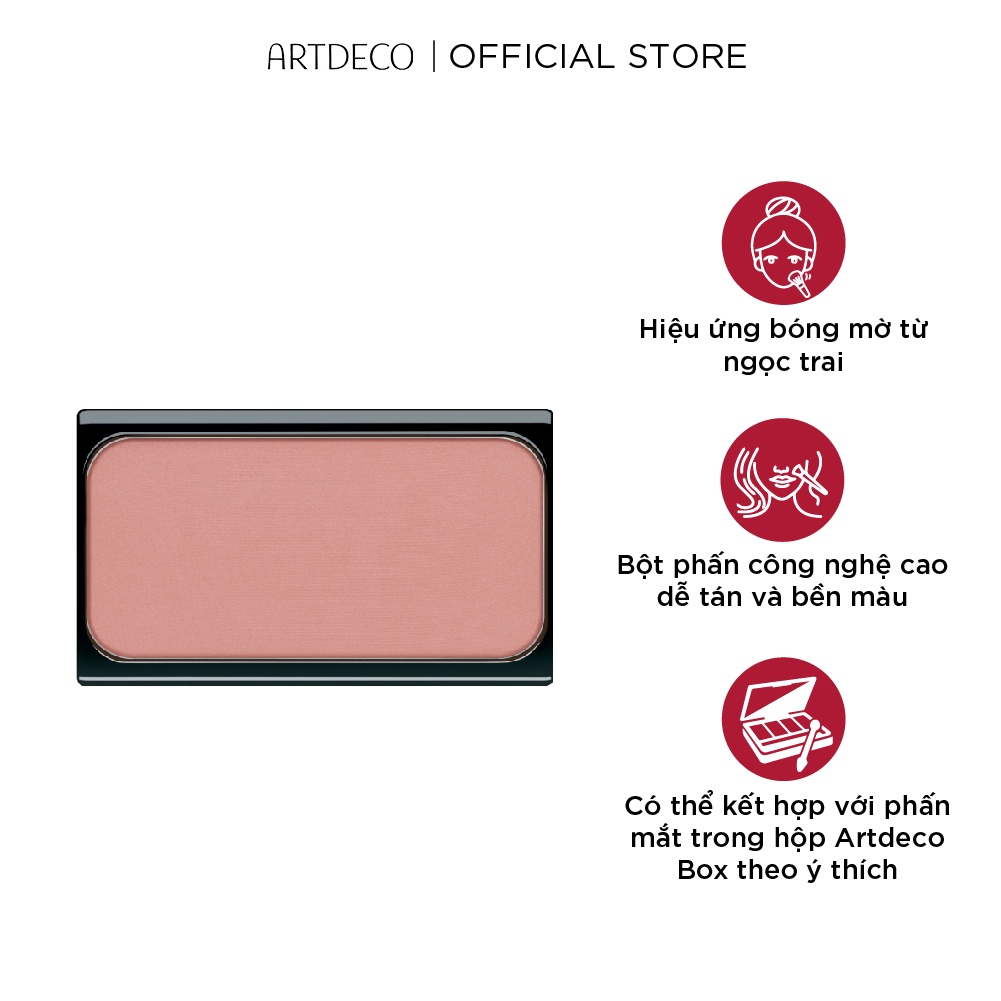 ARTDECO | OFFICIAL STORE
Hiệu ứng bóng mờ từ
ngọc trai
Bột phấn công nghệ cao
dễ tán và bền màu
Có thể kết hợp với phấn
mắt trong hộp Artdeco
Box theo ý thích